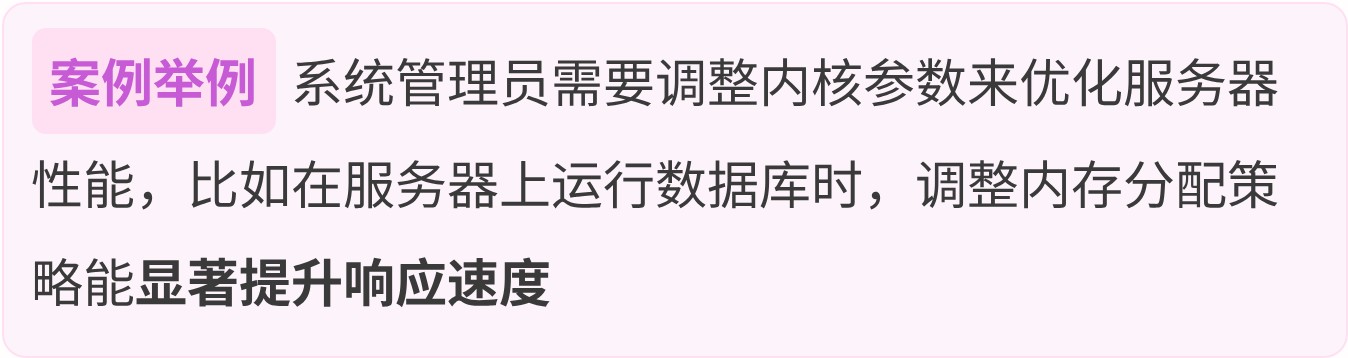 案例举例 系统管理员需要调整内核参数来优化服务器
性能，比如在服务器上运行数据库时，调整内存分配策
略能显著提升响应速度